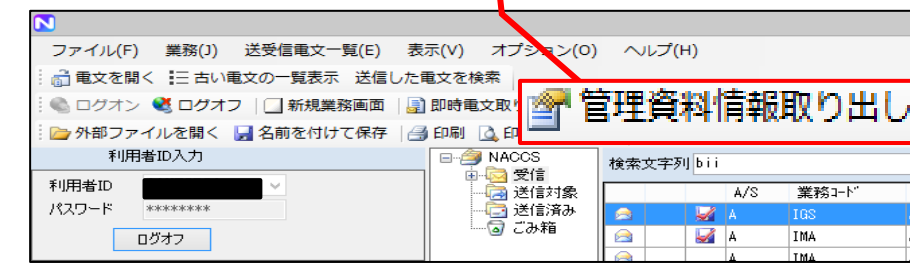 ファイル(F) 業務(J) 送受信電文一覧(E) 表示(V) オプション(O) ヘルプ(H)
電文を開く 古い電文の一覧表示 送信した電文を検索
ログオン ログオフ 新規業務画面 即時電文取り
管理資料情報取り出し
外部ファイルを開く 名前を付けて保存 印刷 印
利用者ID入力
利用者ID
パスワード ********
ログオフ
NACCS
受信
送信対象
送信済み
ごみ箱
検索文字列 bii
A/S 業務コード
A IGS
A IMA
A IMA